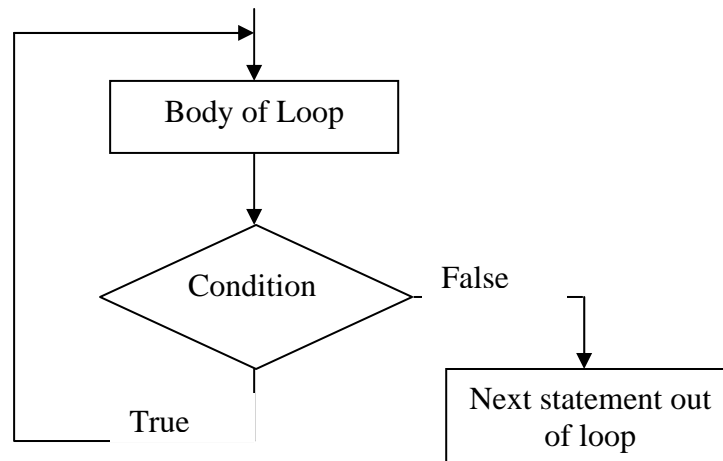 Body of Loop
Condition
False
True
Next statement out
of loop